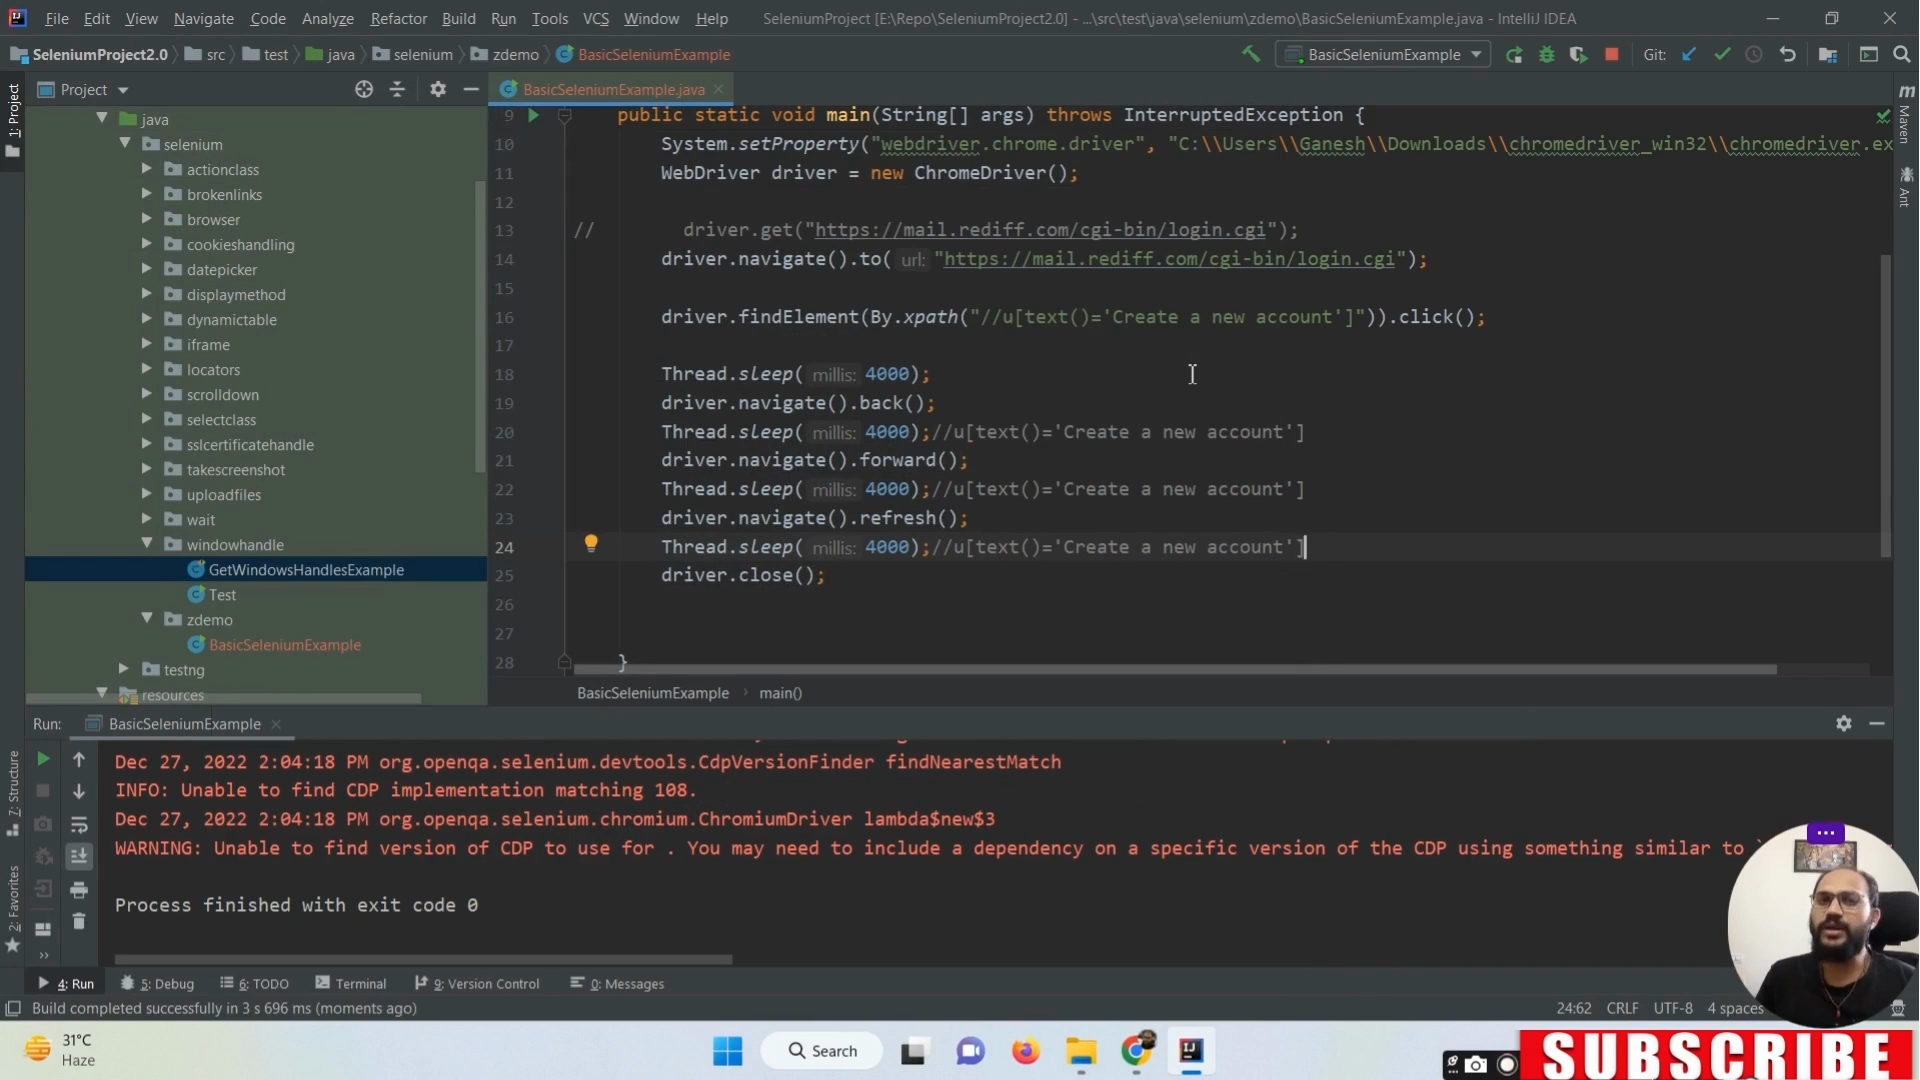 File Edit View Navigate Code Analyze Refactor Build Run Tools VCS Window Help SeleniumProject [E:\Repo\SeleniumProject2.0] - ...\src\test\java\selenium\zdemo\BasicSeleniumExample.java - IntelliJ IDEA
SeleniumProject2.0 src test java selenium zdemo BasicSeleniumExample BasicSeleniumExample Git:
Project BasicSeleniumExample.java
1: Project
java
selenium
actionclass
brokenlinks
browser
cookieshandling
datepicker
displaymethod
dynamictable
iframe
locators
scrolldown
selectclass
sslcertificatehandle
takescreenshot
uploadfiles
wait
windowhandle
GetWindowsHandlesExample
Test
zdemo
BasicSeleniumExample
testng
resources
9 public static void main(String[] args) throws InterruptedException {
10 System.setProperty("webdriver.chrome.driver", "C:\\Users\\Ganesh\\Downloads\\chromedriver_win32\\chromedriver.ex
11 WebDriver driver = new ChromeDriver();
12
13 // driver.get("https://mail.rediff.com/cgi-bin/login.cgi");
14 driver.navigate().to( url: "https://mail.rediff.com/cgi-bin/login.cgi");
15
16 driver.findElement(By.xpath("//u[text()='Create a new account']")).click();
17
18 Thread.sleep( millis: 4000);
19 driver.navigate().back();
20 Thread.sleep( millis: 4000);//u[text()='Create a new account']
21 driver.navigate().forward();
22 Thread.sleep( millis: 4000);//u[text()='Create a new account']
23 driver.navigate().refresh();
24 Thread.sleep( millis: 4000);//u[text()='Create a new account']
25 driver.close();
26
27
28 }
BasicSeleniumExample main()
m Maven
Ant
Run: BasicSeleniumExample
Dec 27, 2022 2:04:18 PM org.openqa.selenium.devtools.CdpVersionFinder findNearestMatch
INFO: Unable to find CDP implementation matching 108.
Dec 27, 2022 2:04:18 PM org.openqa.selenium.chromium.ChromiumDriver lambda$new$3
WARNING: Unable to find version of CDP to use for . You may need to include a dependency on a specific version of the CDP using something similar to `
Process finished with exit code 0
7: Structure
2: Favorites
4: Run 5: Debug 6: TODO Terminal 9: Version Control 0: Messages
Build completed successfully in 3 s 696 ms (moments ago) 24:62 CRLF UTF-8 4 spaces
31°C
Haze
Search
SUBSCRIBE